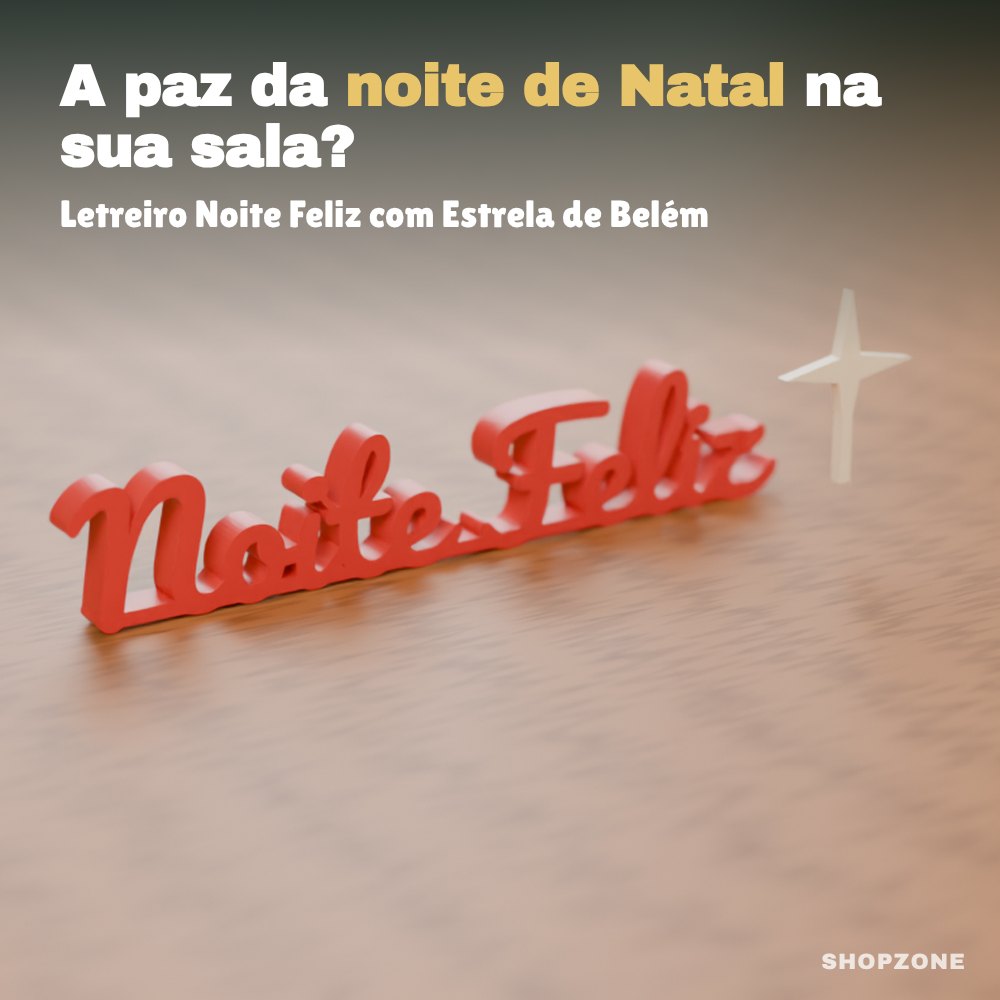 A paz da noite de Natal na
sua sala?
Letreiro Noite Feliz com Estrela de Belém
Noite Feliz
SHOPZONE